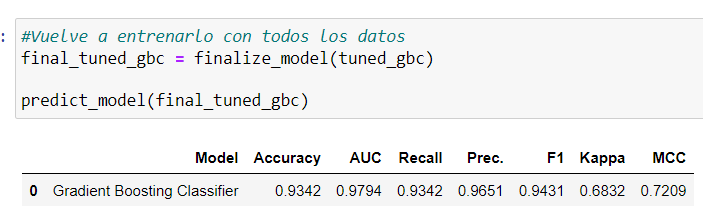 : #Vuelve a entrenarlo con todos los datos
final_tuned_gbc = finalize_model(tuned_gbc)
predict_model(final_tuned_gbc)
Model Accuracy AUC Recall Prec. F1 Kappa MCC
0 Gradient Boosting Classifier 0.9342 0.9794 0.9342 0.9651 0.9431 0.6832 0.7209